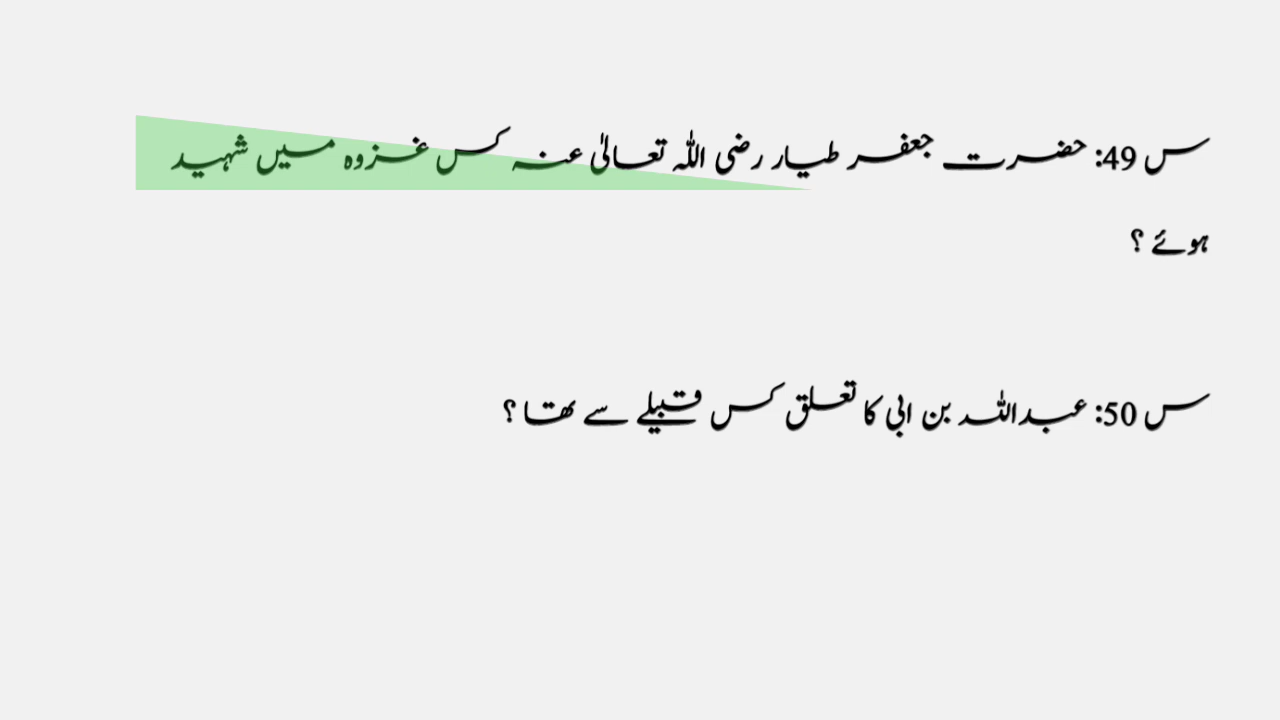 س 49: حضرت جعفر طیار رضی اللہ تعالیٰ عنہ کس غزوہ میں شہید
ہوئے ؟
س 50: عبداللہ بن ابی کا تعلق کس قبیلے سے تھا ؟